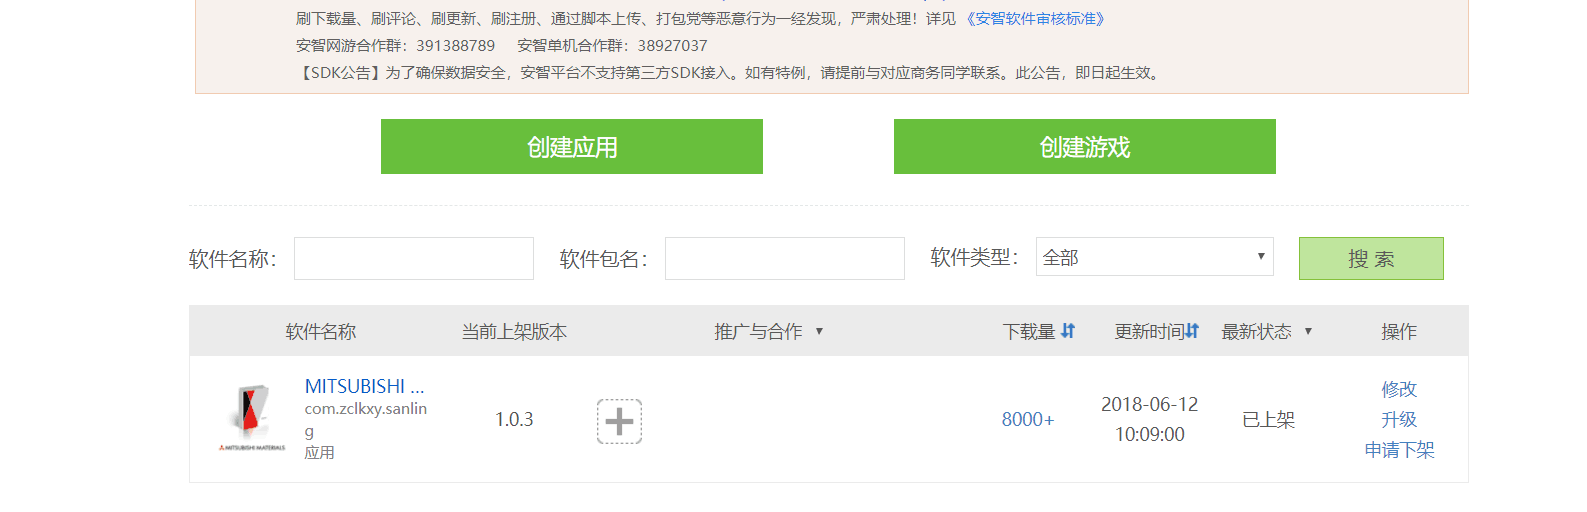 刷下载量、刷评论、刷更新、刷注册、通过脚本上传、打包党等恶意行为一经发现，严肃处理！详见 《安智软件审核标准》
安智网游合作群：391388789 安智单机合作群：38927037
【SDK公告】为了确保数据安全，安智平台不支持第三方SDK接入。如有特例，请提前与对应商务同学联系。此公告，即日起生效。
创建应用 创建游戏
软件名称： 软件包名： 软件类型： 全部 搜 索
软件名称 当前上架版本 推广与合作 下载量 更新时间 最新状态 操作
MITSUBISHI ...
com.zclkxy.sanlin
g
应用
MITSUBISHI MATERIALS
1.0.3
8000+
2018-06-12
10:09:00
已上架
修改
升级
申请下架